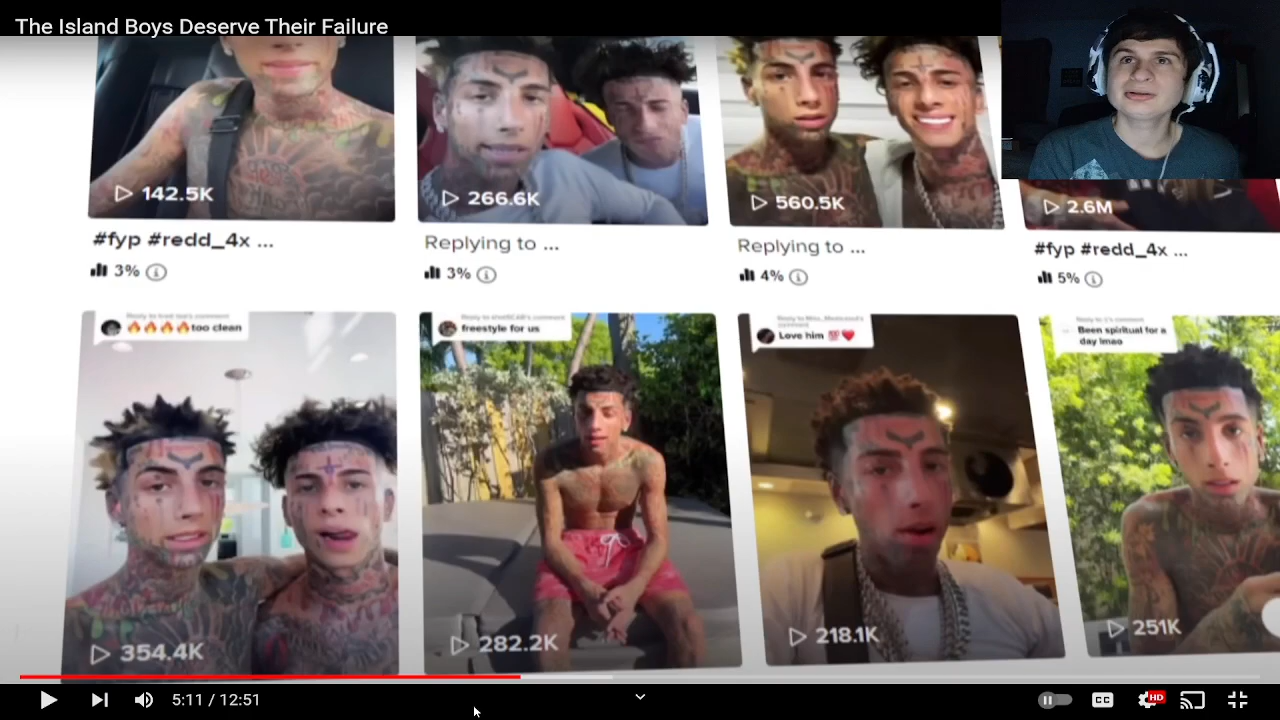 The Island Boys Deserve Their Failure
142.5K
266.6K
560.5K
2.6M
#fyp #redd_4x ...
Replying to ...
Replying to ...
#fyp #redd_4x ...
3%
3%
4%
5%
🔥🔥🔥🔥too clean
freestyle for us
Love him 💯❤️
Been spiritual for a
day lmao
354.4K
282.2K
218.1K
251K
5:11 / 12:51
CC
HD